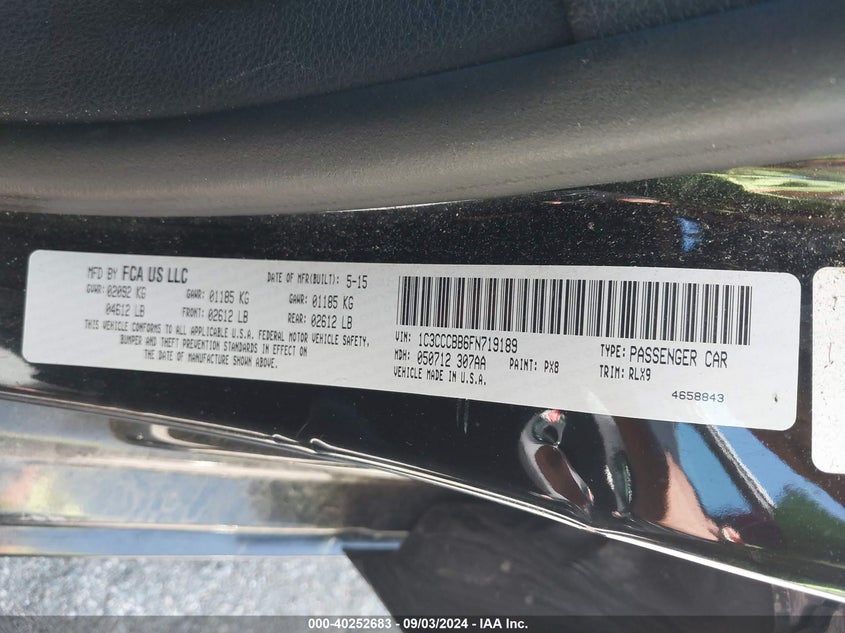 MFD BY FCA US LLC DATE OF MFR(BUILT): 5-15
GVWR: 02092 KG GAWR: 01185 KG GAWR: 01185 KG
04612 LB FRONT: 02612 LB REAR: 02612 LB
THIS VEHICLE CONFORMS TO ALL APPLICABLE U.S.A. FEDERAL MOTOR VEHICLE SAFETY,
BUMPER AND THEFT PREVENTION STANDARDS IN EFFECT ON
THE DATE OF MANUFACTURE SHOWN ABOVE.
VIN: 1C3CCCBB6FN719189 TYPE: PASSENGER CAR
MDH: 050712 307AA PAINT: PX8 TRIM: RLX9
VEHICLE MADE IN U.S.A.
4658843
000-40252683 - 09/03/2024 - IAA Inc.